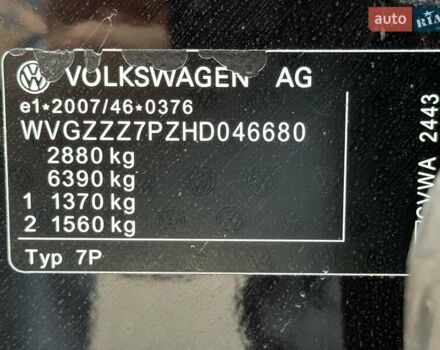 auto.ria
VOLKSWAGEN AG
e1*2007/46*0376
WVGZZZ7PZHD046680
2880 kg
6390 kg
1 1370 kg
2 1560 kg
Typ 7P
2443